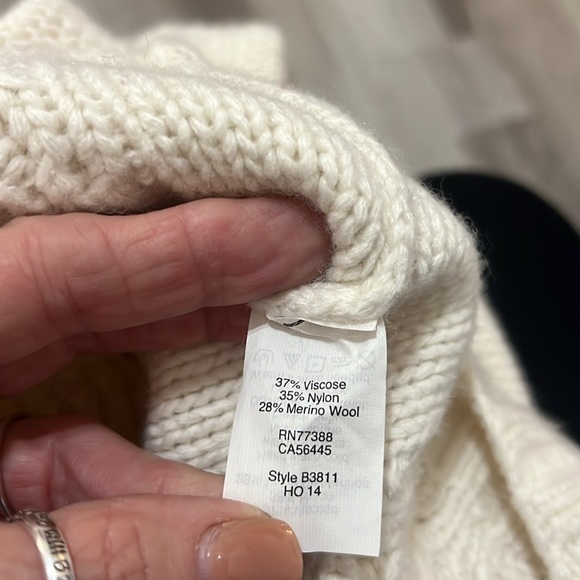 37% Viscose
35% Nylon
28% Merino Wool
RN77388
CA56445
Style B3811
HO 14